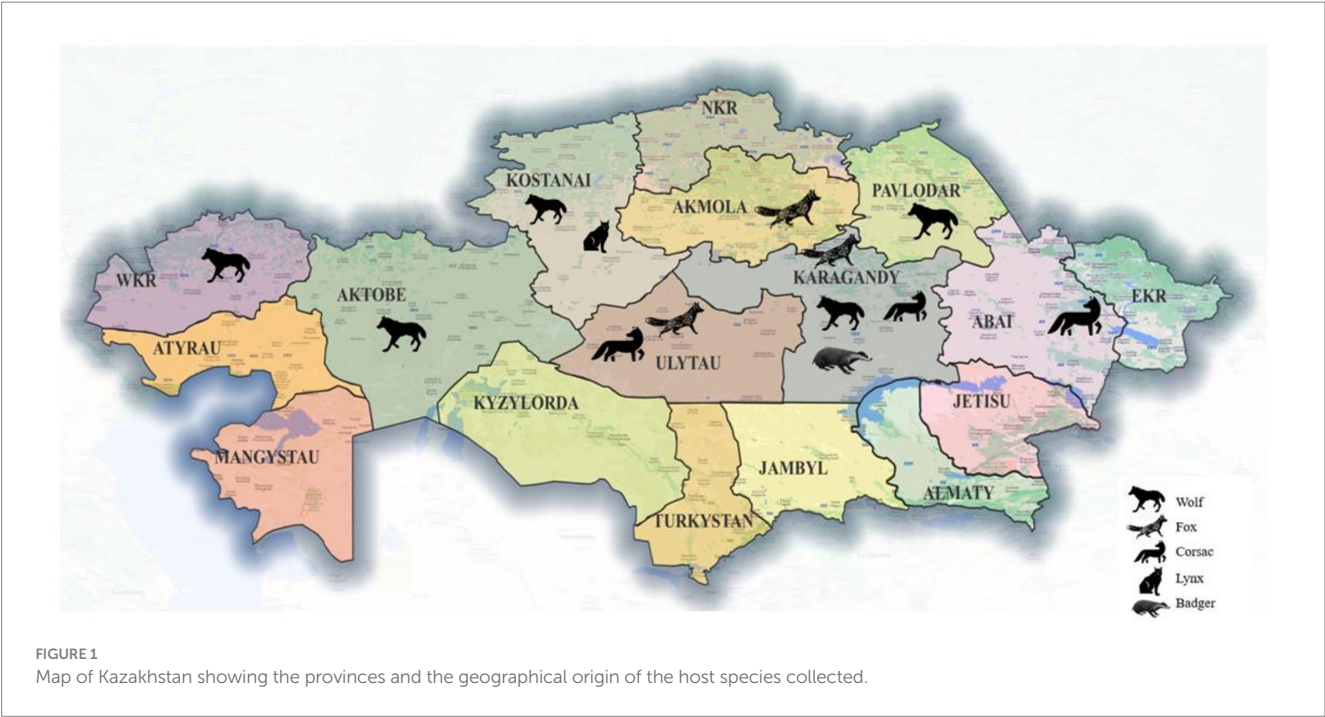 NKR
KOSTANAI
AKMOLA
PAVLODAR
WKR
AKTOBE
KARAGANDY
EKR
ATYRAU
ABAI
ULYTAU
KYZYLORDA
JETISU
MANGYSTAU
JAMBYL
ALMATY
TURKYSTAN
Wolf
Fox
Corsac
Lynx
Badger
FIGURE 1
Map of Kazakhstan showing the provinces and the geographical origin of the host species collected.